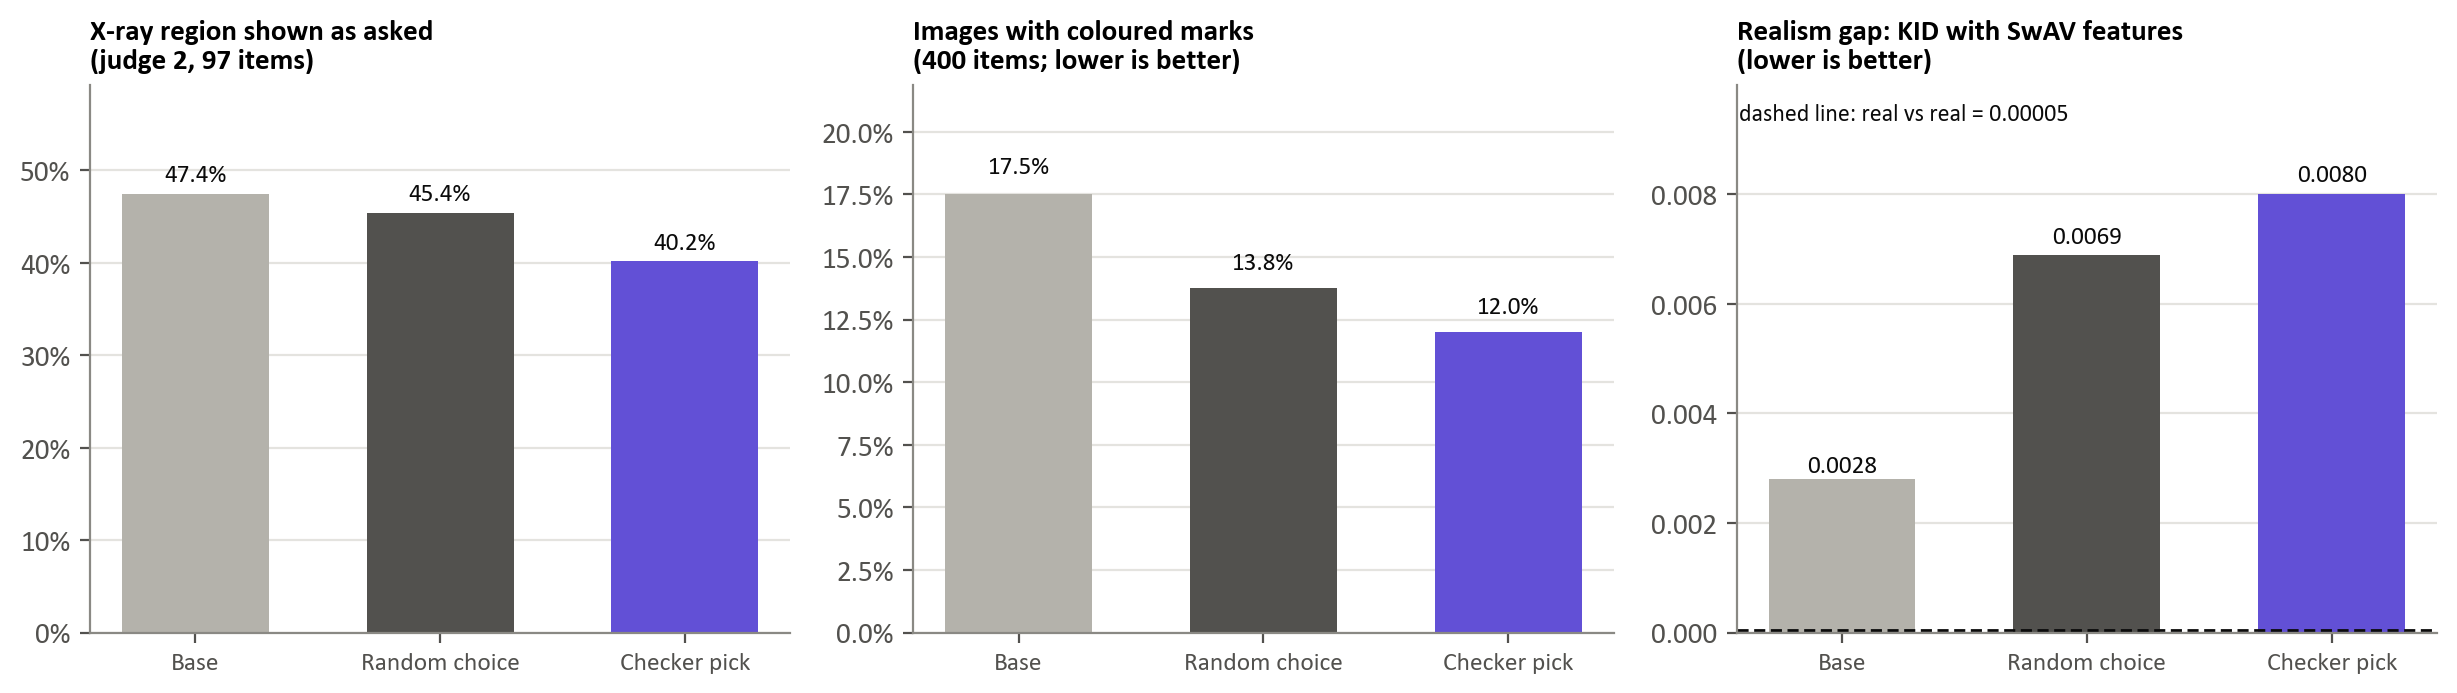 X-ray region shown as asked
(judge 2, 97 items)
50%
40%
30%
20%
10%
0%
47.4%
45.4%
40.2%
Base
Random choice
Checker pick
Images with coloured marks
(400 items; lower is better)
20.0%
17.5%
15.0%
12.5%
10.0%
7.5%
5.0%
2.5%
0.0%
17.5%
13.8%
12.0%
Base
Random choice
Checker pick
Realism gap: KID with SwAV features
(lower is better)
dashed line: real vs real = 0.00005
0.008
0.006
0.004
0.002
0.000
0.0028
0.0069
0.0080
Base
Random choice
Checker pick